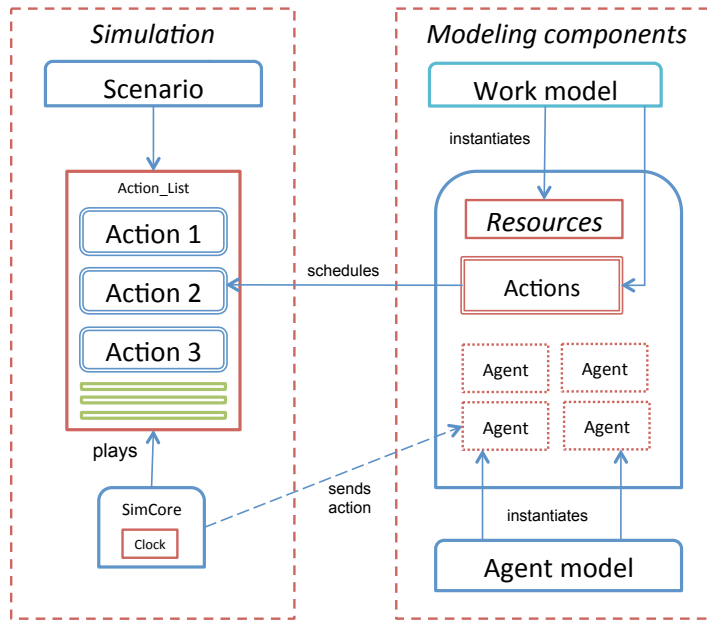 Simulation
Scenario
Action_List
Action 1
Action 2
Action 3
plays
SimCore
Clock
schedules
sends
action
Modeling components
Work model
instantiates
Resources
Actions
Agent
Agent
Agent
Agent
instantiates
Agent model